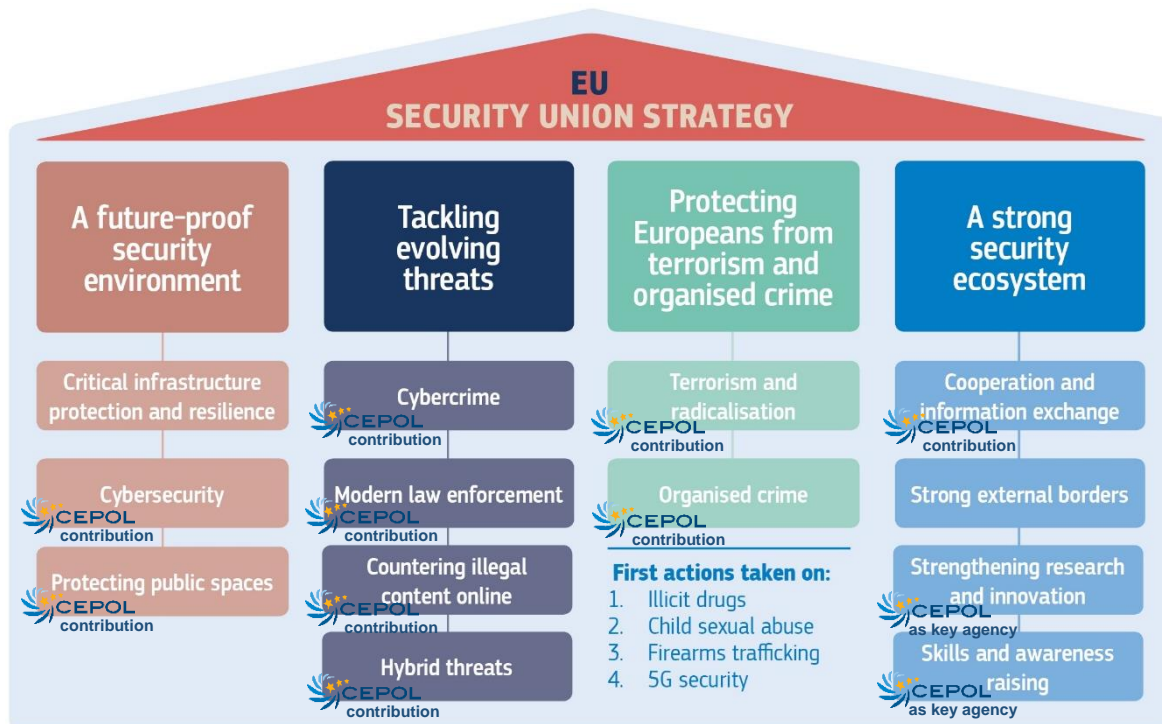 EU
SECURITY UNION STRATEGY
A future-proof
security
environment
Critical infrastructure
protection and resilience
Cybersecurity
CEPOL
contribution
Protecting public spaces
CEPOL
contribution
Tackling
evolving
threats
Cybercrime
CEPOL
contribution
Modern law enforcement
CEPOL
contribution
Countering illegal
content online
CEPOL
contribution
Hybrid threats
CEPOL
contribution
Protecting
Europeans from
terrorism and
organised crime
Terrorism and
radicalisation
CEPOL
contribution
Organised crime
CEPOL
contribution
First actions taken on:
1. Illicit drugs
2. Child sexual abuse
3. Firearms trafficking
4. 5G security
A strong
security
ecosystem
Cooperation and
information exchange
CEPOL
contribution
Strong external borders
Strengthening research
and innovation
CEPOL
as key agency
Skills and awareness
raising
CEPOL
as key agency